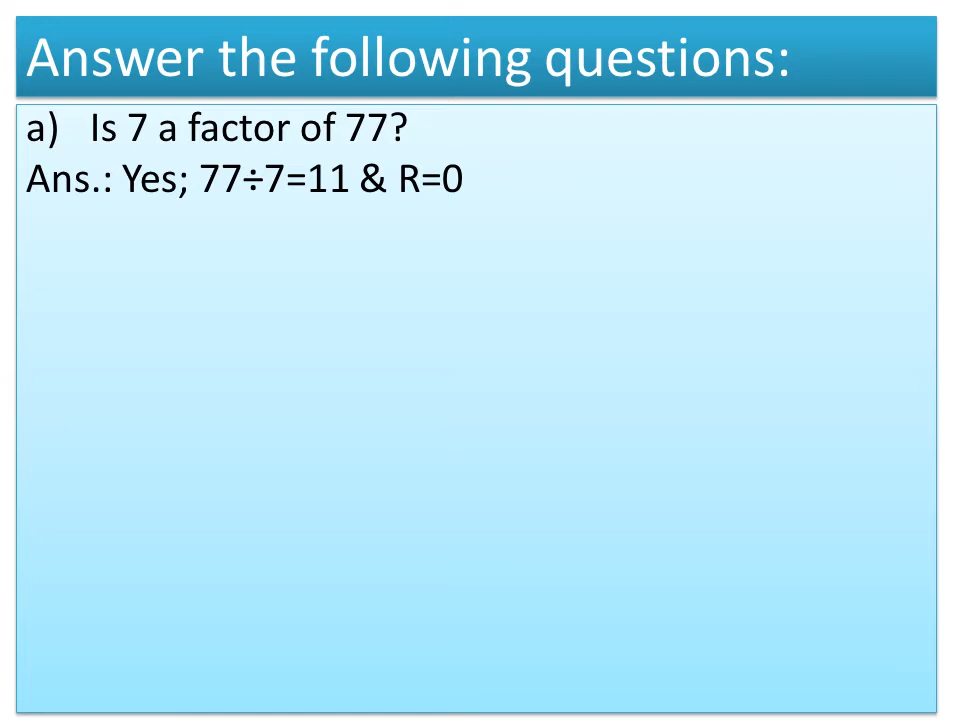 Answer the following questions:
a) Is 7 a factor of 77?
Ans.: Yes; 77÷7=11 & R=0